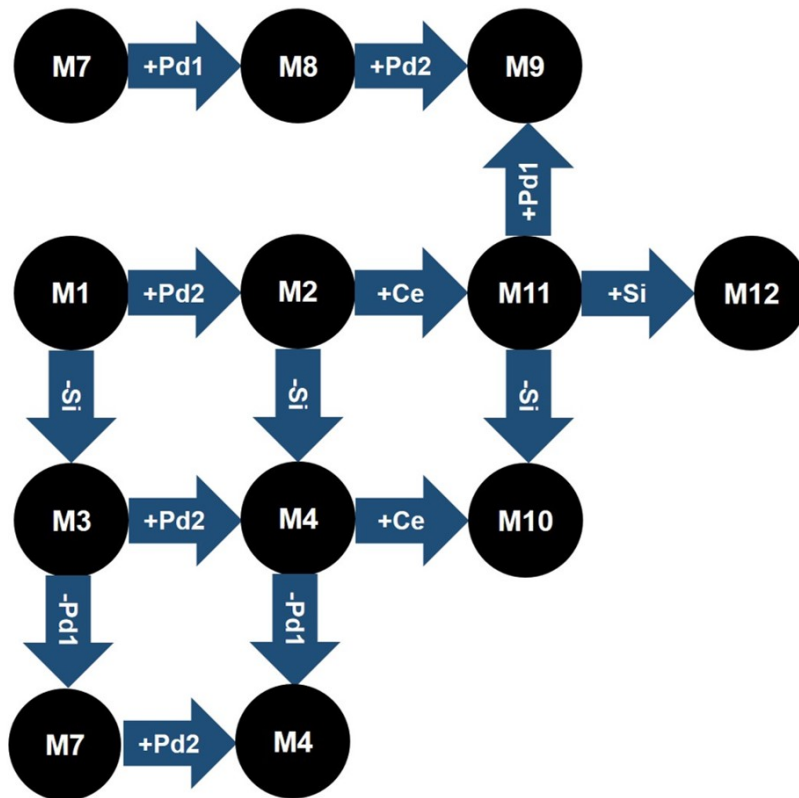 M7 +Pd1 M8 +Pd2 M9
+Pd1
M1 +Pd2 M2 +Ce M11 +Si M12
-Si -Si -Si
M3 +Pd2 M4 +Ce M10
-Pd1 -Pd1
M7 +Pd2 M4